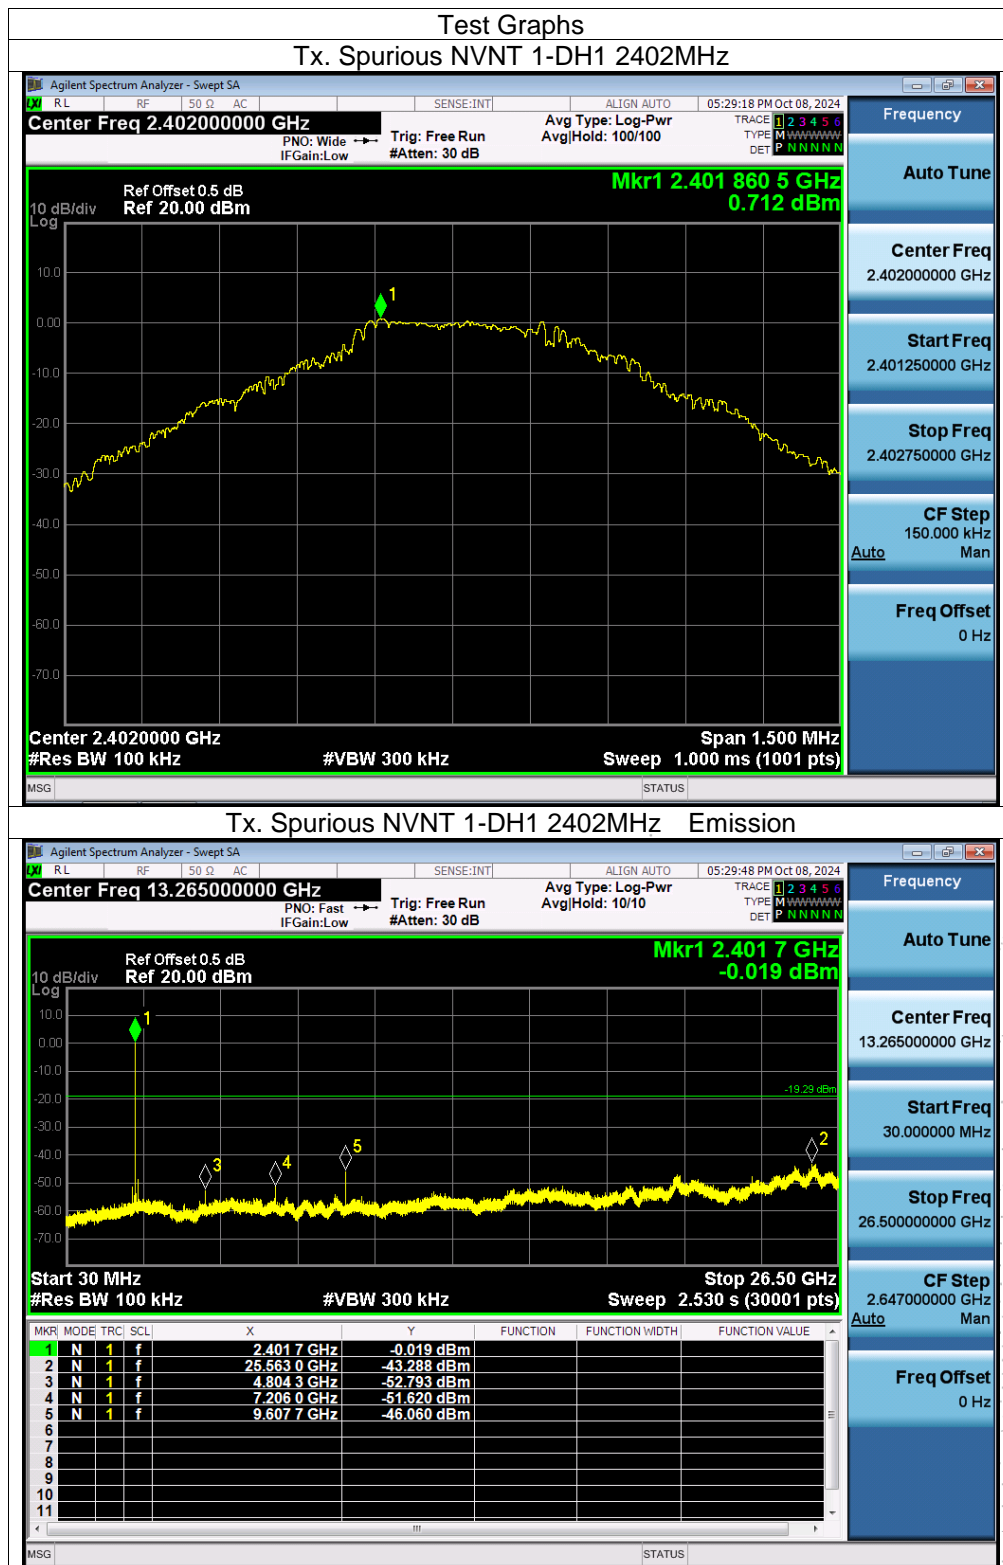 Test Graphs
Tx. Spurious NVNT 1-DH1 2402MHz
Agilent Spectrum Analyzer - Swept SA
LXI RL RF 50 Ω AC SENSE:INT ALIGN AUTO 05:29:18 PM Oct 08, 2024
Center Freq 2.402000000 GHz
PNO: Wide
IFGain:Low
Trig: Free Run
#Atten: 30 dB
Avg Type: Log-Pwr
Avg|Hold: 100/100
TRACE 1 2 3 4 5 6
TYPE M W W W W W
DET P N N N N N
Frequency
Auto Tune
Center Freq
2.402000000 GHz
Start Freq
2.401250000 GHz
Stop Freq
2.402750000 GHz
CF Step
150.000 kHz
Auto Man
Freq Offset
0 Hz
Mkr1 2.401 860 5 GHz
0.712 dBm
Ref Offset 0.5 dB
10 dB/div Ref 20.00 dBm
Log
1
10.0
0.00
-10.0
-20.0
-30.0
-40.0
-50.0
-60.0
-70.0
Center 2.4020000 GHz Span 1.500 MHz
#Res BW 100 kHz #VBW 300 kHz Sweep 1.000 ms (1001 pts)
MSG STATUS
Tx. Spurious NVNT 1-DH1 2402MHz Emission
Agilent Spectrum Analyzer - Swept SA
LXI RL RF 50 Ω AC SENSE:INT ALIGN AUTO 05:29:48 PM Oct 08, 2024
Center Freq 13.265000000 GHz
PNO: Fast
IFGain:Low
Trig: Free Run
#Atten: 30 dB
Avg Type: Log-Pwr
Avg|Hold: 10/10
TRACE 1 2 3 4 5 6
TYPE M W W W W W
DET P N N N N N
Frequency
Auto Tune
Center Freq
13.265000000 GHz
Start Freq
30.000000 MHz
Stop Freq
26.500000000 GHz
CF Step
2.647000000 GHz
Auto Man
Freq Offset
0 Hz
Mkr1 2.401 7 GHz
-0.019 dBm
Ref Offset 0.5 dB
10 dB/div Ref 20.00 dBm
Log
10.0
0.00
-10.0
-20.0
-30.0
-40.0
-50.0
-60.0
-70.0
1
-19.29 dBm
3
4
5
2
Start 30 MHz Stop 26.50 GHz
#Res BW 100 kHz #VBW 300 kHz Sweep 2.530 s (30001 pts)
MKR MODE TRC SCL X Y FUNCTION FUNCTION WIDTH FUNCTION VALUE
1 N 1 f 2.401 7 GHz -0.019 dBm
2 N 1 f 25.563 0 GHz -43.288 dBm
3 N 1 f 4.804 3 GHz -52.793 dBm
4 N 1 f 7.206 0 GHz -51.620 dBm
5 N 1 f 9.607 7 GHz -46.060 dBm
6
7
8
9
10
11
MSG STATUS